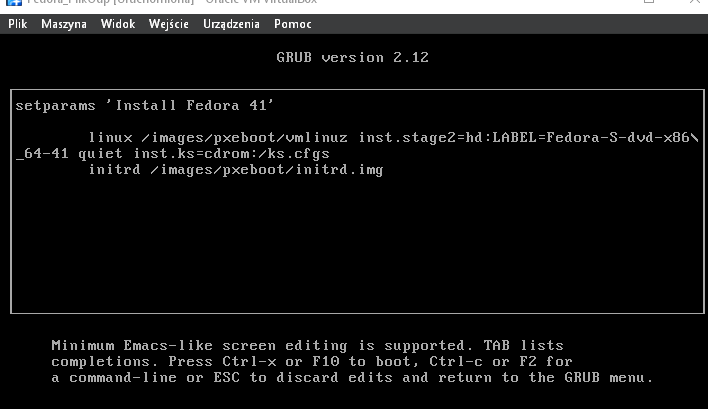 Fedora_PlikOdp [Uruchomiona] - Oracle VM VirtualBox
Plik Maszyna Widok Wejście Urządzenia Pomoc
GRUB version 2.12
setparams 'Install Fedora 41'
linux /images/pxeboot/vmlinuz inst.stage2=hd:LABEL=Fedora-S-dvd-x86\
_64-41 quiet inst.ks=cdrom:/ks.cfgs
initrd /images/pxeboot/initrd.img
Minimum Emacs-like screen editing is supported. TAB lists
completions. Press Ctrl-x or F10 to boot, Ctrl-c or F2 for
a command-line or ESC to discard edits and return to the GRUB menu.